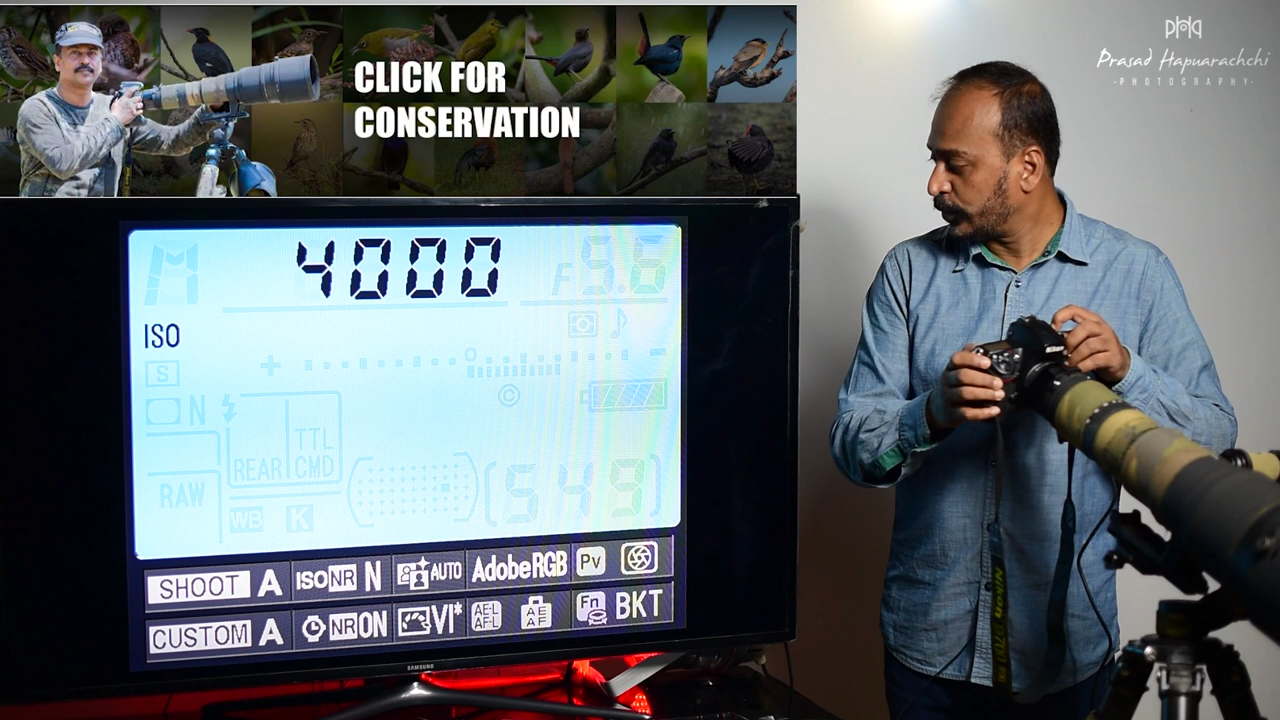 CLICK FOR
CONSERVATION
Prasad Hapuarachchi
PHOTOGRAPHY
M 4000 F5.6
ISO
S
N
TTL
REAR CMD
RAW
WB K
[549]
SHOOT A ISO NR N AUTO AdobeRGB Pv
CUSTOM A NR ON VI* AE-L AF-L AE AF Fn BKT
SAMSUNG
Nikon